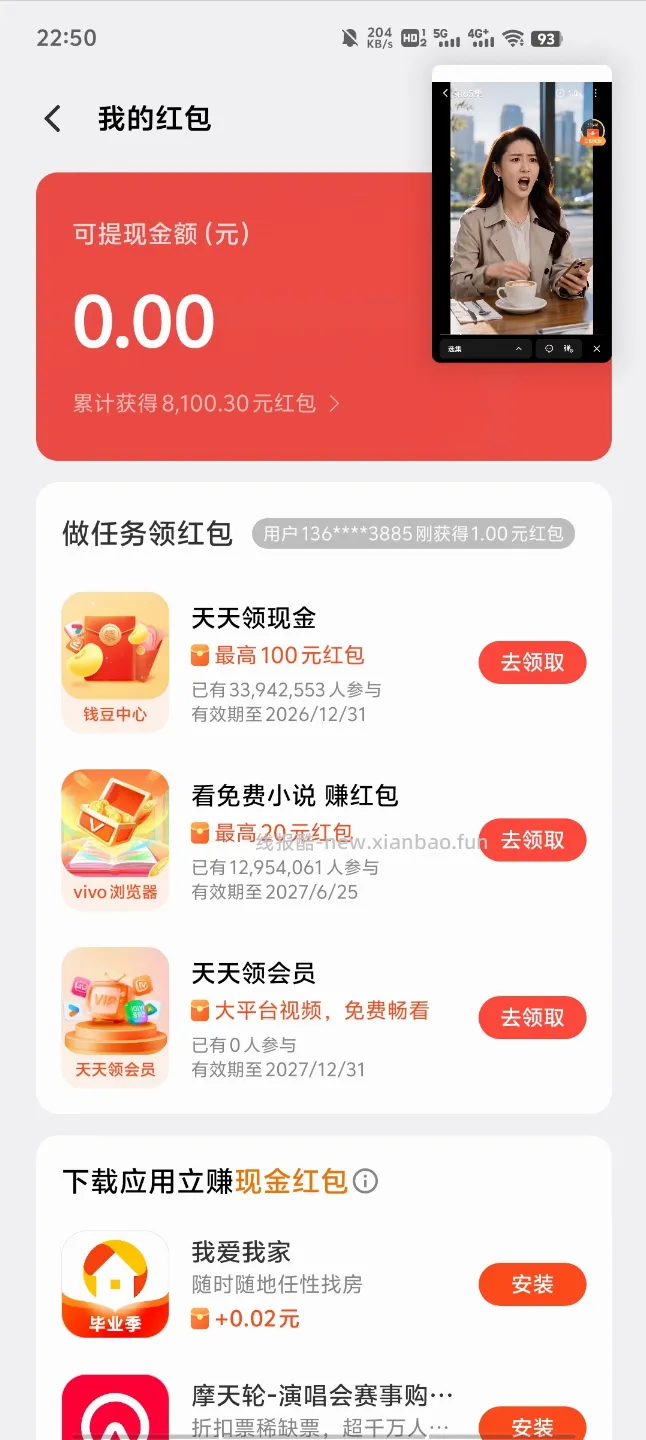 22:50
204 KB/s HD 1 2 5G 4G+ 93
我的红包
可提现金额(元)
0.00
累计获得8,100.30元红包
选集
做任务领红包
用户136****3885刚获得1.00元红包
天天领现金
最高100元红包
去领取
已有33,942,553人参与
有效期至2026/12/31
钱豆中心
看免费小说 赚红包
最高20元红包
线报酷-new.xianbao.fun
去领取
已有12,954,061人参与
有效期至2027/6/25
vivo浏览器
天天领会员
VIP
大平台视频，免费畅看
去领取
已有0人参与
有效期至2027/12/31
天天领会员
下载应用立赚现金红包
我爱我家
随时随地任性找房
安装
+0.02元
毕业季
摩天轮-演唱会赛事购…
折扣票稀缺票，超千万人…
安装